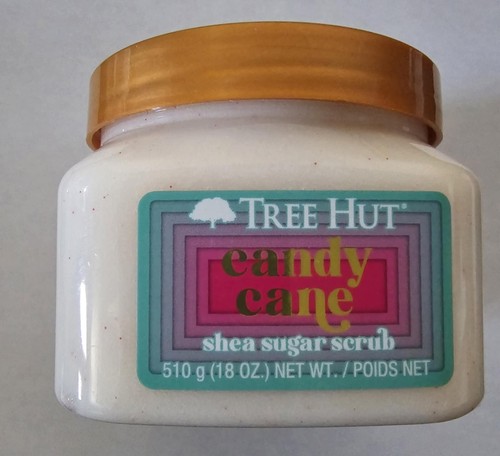 TREE HUT®
candy
cane
shea sugar scrub
510 g (18 OZ.) NET WT. / POIDS NET